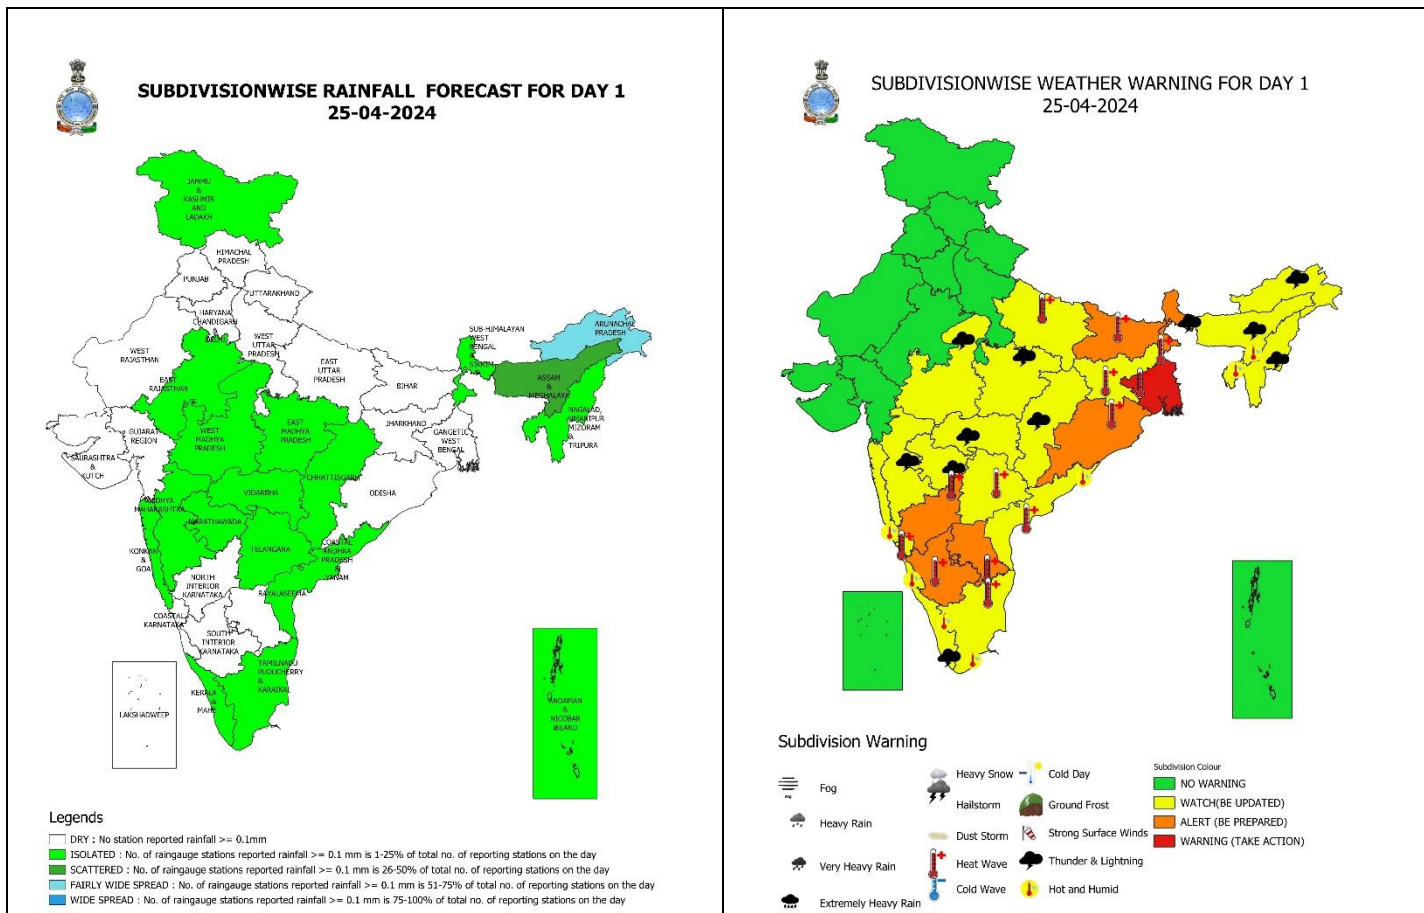 SUBDIVISIONWISE RAINFALL FORECAST FOR DAY 1
25-04-2024
JAMMU
&
KASHMIR
AND
LADAKH
HIMACHAL
PRADESH
PUNJAB
UTTARAKHAND
HARYANA
CHANDIGARH
&
DELHI
WEST
RAJASTHAN
WEST
UTTAR
PRADESH
EAST
RAJASTHAN
EAST
UTTAR
PRADESH
SUB-HIMALAYAN
WEST
BENGAL
&
SIKKIM
ARUNACHAL
PRADESH
BIHAR
ASSAM
&
MEGHALAYA
NAGALAD,
MANIPUR
MIZORAM
&
TRIPURA
GUJARAT
REGION
SAURASHTRA
&
KUTCH
WEST
MADHYA
PRADESH
EAST
MADHYA
PRADESH
JHARKHAND
GANGETIC
WEST
BENGAL
CHHATTISGARH
ODISHA
VIDARBHA
MADHYA
MAHARASHTRA
MARATHAWADA
KONKAN
&
GOA
TELANGANA
COASTAL
ANDHRA
PRADESH
&
YANAM
NORTH
INTERIOR
KARNATAKA
RAYALASEEMA
COASTAL
KARNATAKA
SOUTH
INTERIOR
KARNATAKA
TAMILNADU
PUDUCHERRY
&
KARAIKAL
KERALA
&
MAHE
LAKSHADWEEP
ANDAMAN
&
NICOBAR
ISLAND
Legends
DRY : No station reported rainfall >= 0.1mm
ISOLATED : No. of raingauge stations reported rainfall >= 0.1 mm is 1-25% of total no. of reporting stations on the day
SCATTERED : No. of raingauge stations reported rainfall >= 0.1 mm is 26-50% of total no. of reporting stations on the day
FAIRLY WIDE SPREAD : No. of raingauge stations reported rainfall >= 0.1 mm is 51-75% of total no. of reporting stations on the day
WIDE SPREAD : No. of raingauge stations reported rainfall >= 0.1 mm is 75-100% of total no. of reporting stations on the day
SUBDIVISIONWISE WEATHER WARNING FOR DAY 1
25-04-2024
Subdivision Warning
Fog
Heavy Rain
Very Heavy Rain
Extremely Heavy Rain
Heavy Snow
Hailstorm
Dust Storm
Heat Wave
Cold Wave
Cold Day
Ground Frost
Strong Surface Winds
Thunder & Lightning
Hot and Humid
Subdivision Colour
NO WARNING
WATCH(BE UPDATED)
ALERT (BE PREPARED)
WARNING (TAKE ACTION)